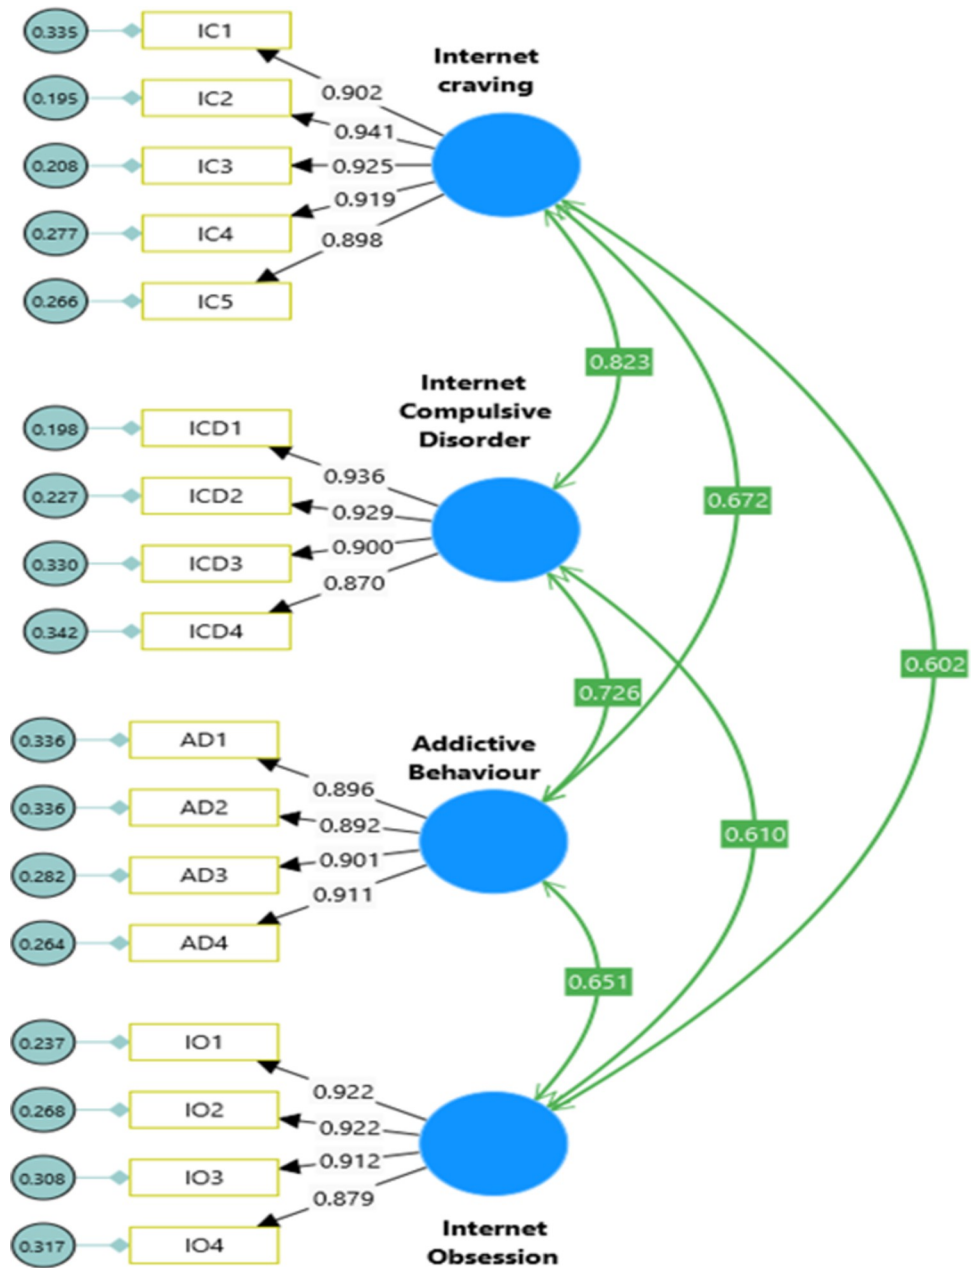 0.335
IC1
Internet
craving
0.902
0.195
IC2
0.941
0.208
IC3
0.925
0.919
0.277
IC4
0.898
0.266
IC5
0.823
Internet
Compulsive
Disorder
0.198
ICD1
0.936
0.227
ICD2
0.929
0.672
0.330
ICD3
0.900
0.870
0.342
ICD4
0.602
0.726
0.336
AD1
Addictive
Behaviour
0.896
0.336
AD2
0.892
0.610
0.282
AD3
0.901
0.911
0.264
AD4
0.651
0.237
IO1
0.922
0.268
IO2
0.922
0.308
IO3
0.912
0.879
0.317
IO4
Internet
Obsession